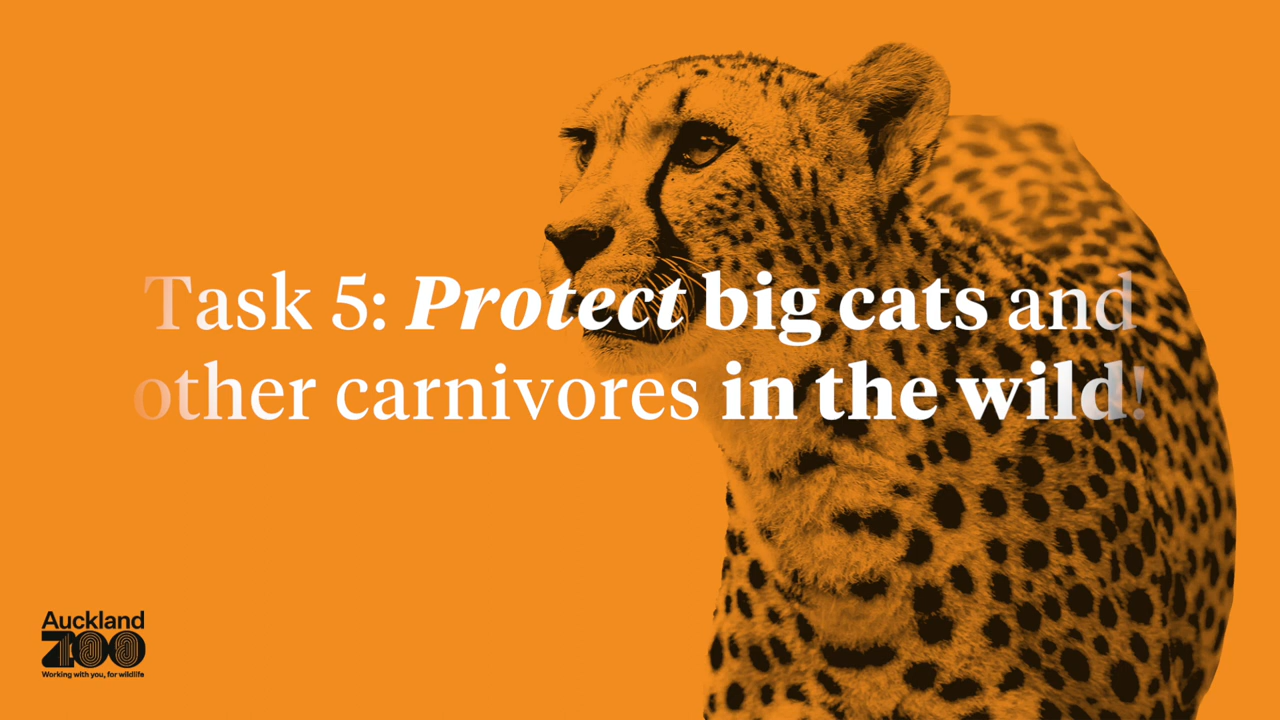 Task 5: Protect big cats and
other carnivores in the wild!
Auckland
ZOO
Working with you, for wildlife